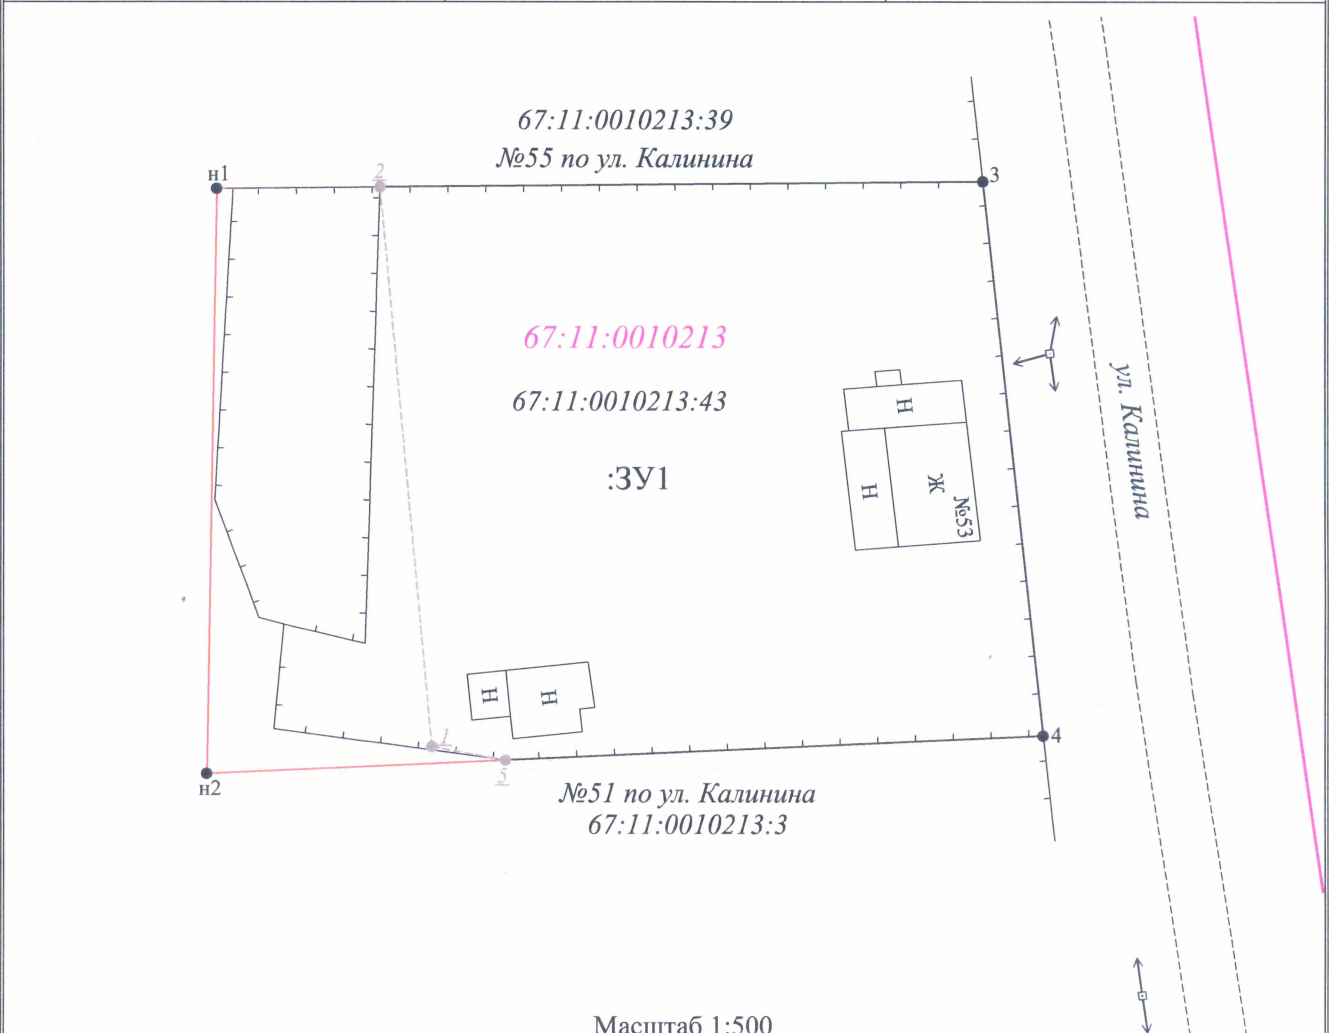 67:11:0010213:39
№55 по ул. Калинина
н1
2
3
67:11:0010213
67:11:0010213:43
:ЗУ1
Н
Н
Ж
№53
ул. Калинина
Н
Н
1
5
4
н2
№51 по ул. Калинина
67:11:0010213:3
Масштаб 1:500